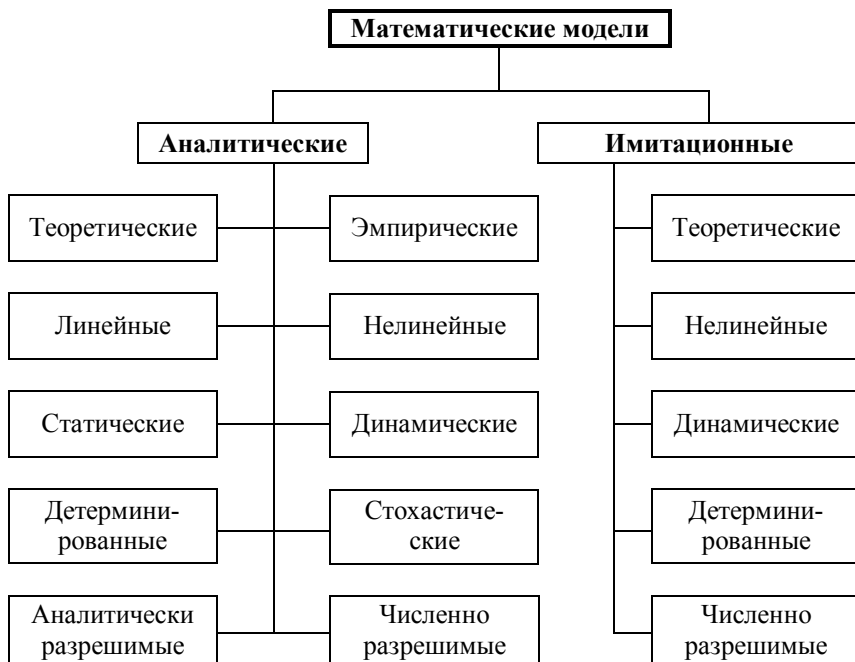 Математические модели
Аналитические
Имитационные
Теоретические
Эмпирические
Теоретические
Линейные
Нелинейные
Нелинейные
Статические
Динамические
Динамические
Детермини-
рованные
Стохастиче-
ские
Детермини-
рованные
Аналитически
разрешимые
Численно
разрешимые
Численно
разрешимые